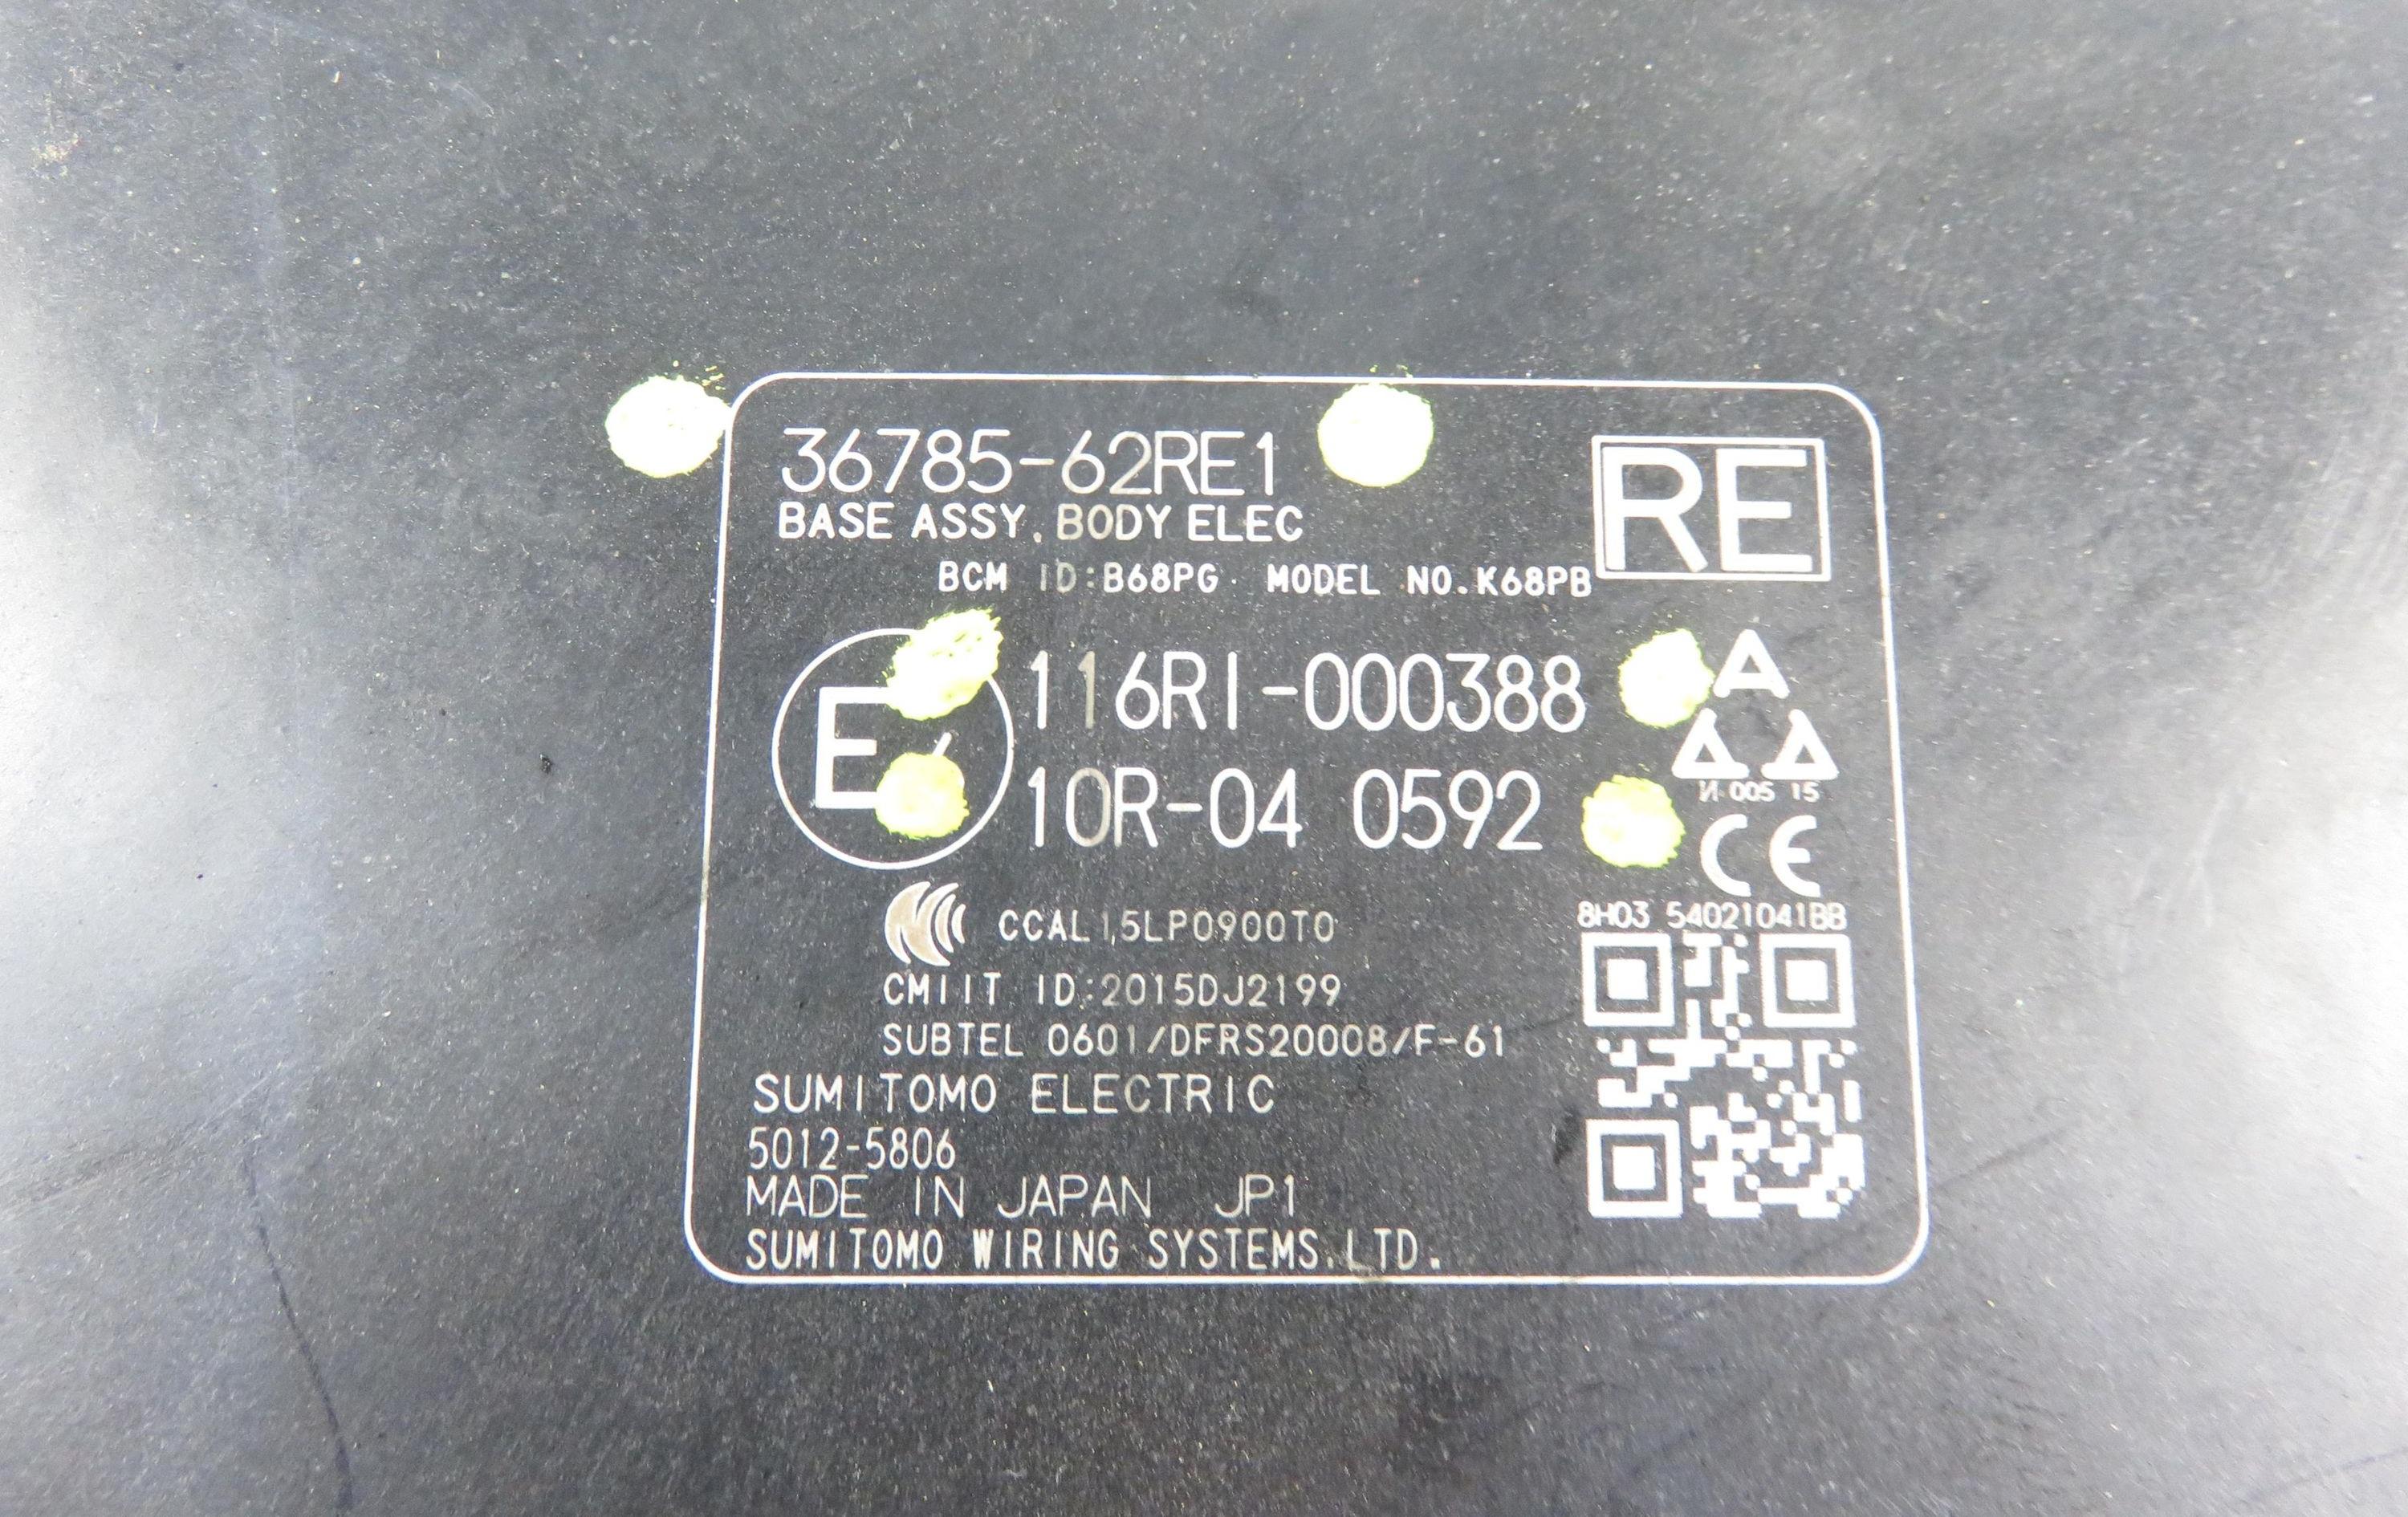 36785-62RE1
RE
BASE ASSY, BODY ELEC
BCM ID:B68PG MODEL NO.K68PB
E
116RI-000388
10R-04 0592
И 005 15
CE
CCC CCAL15LP0900T0
8H03 54021041BB
CMIIT ID:2015DJ2199
SUBTEL 0601/DFRS20008/F-61
SUMITOMO ELECTRIC
5012-5806
MADE IN JAPAN JP1
SUMITOMO WIRING SYSTEMS,LTD.